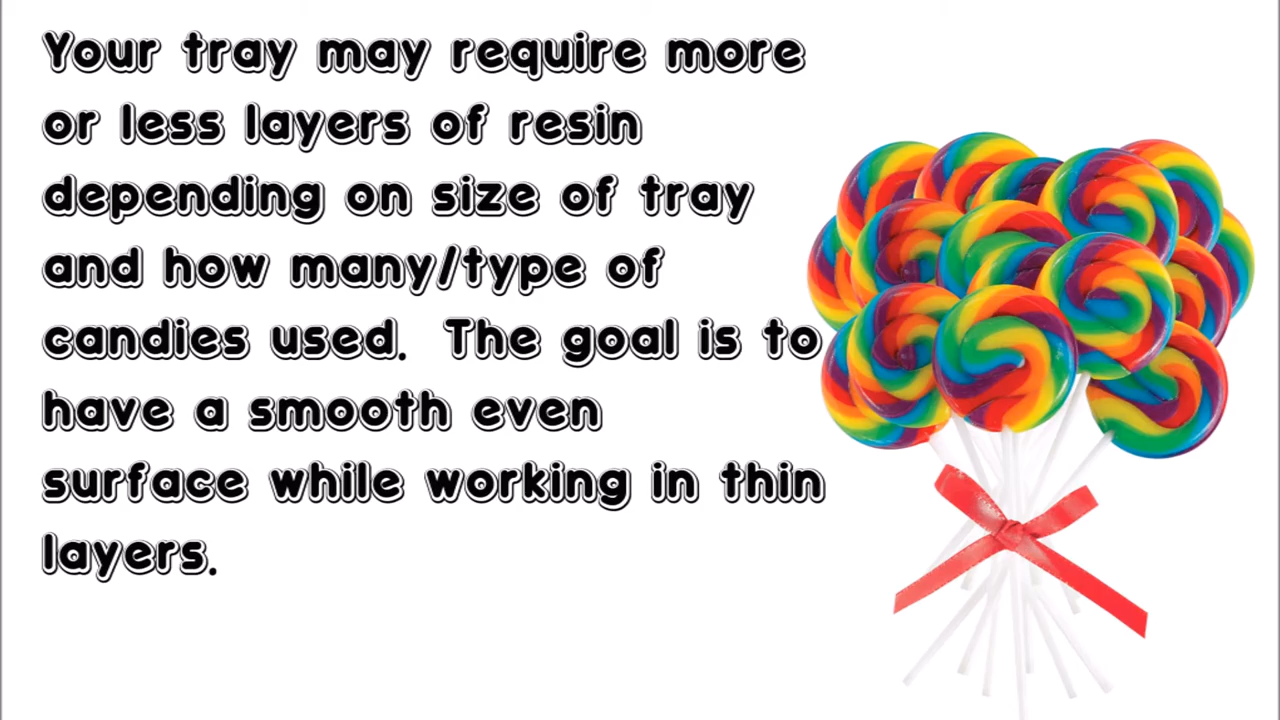 Your tray may require more
or less layers of resin
depending on size of tray
and how many/type of
candies used.  The goal is to
have a smooth even
surface while working in thin
layers.